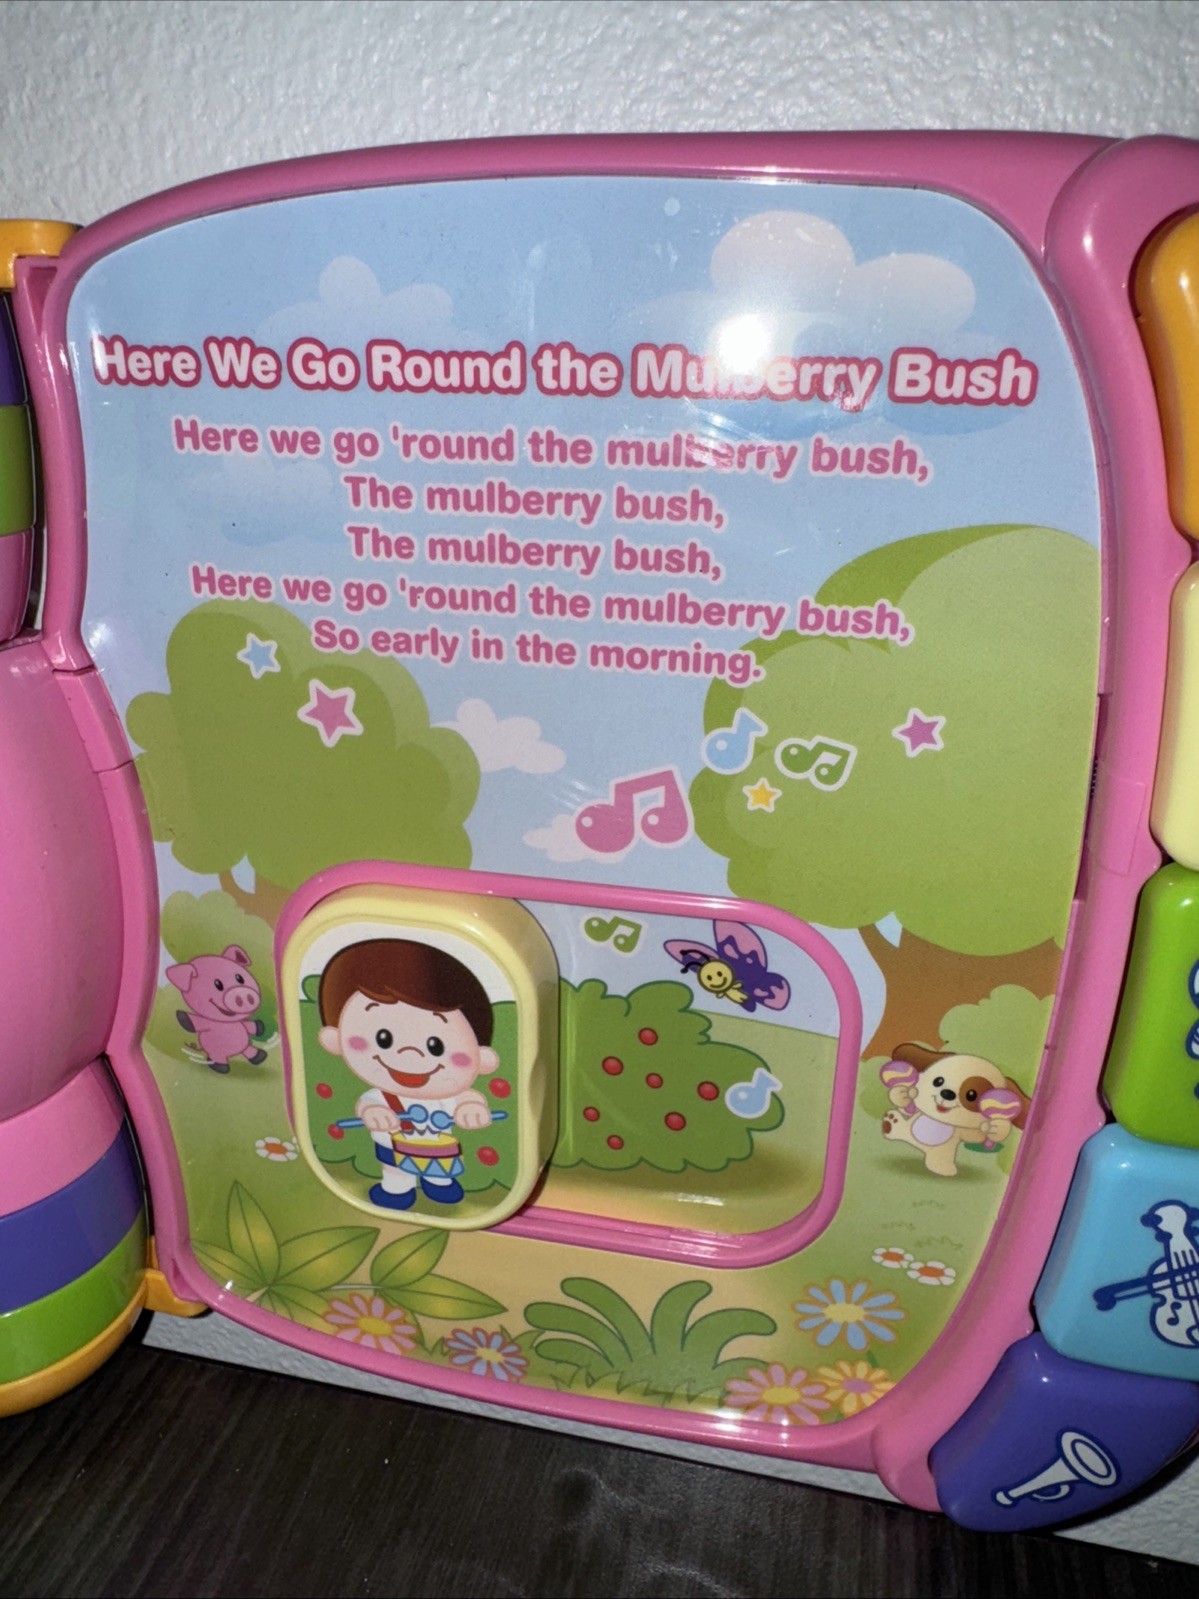 Here We Go Round the Mulberry Bush
Here we go 'round the mulberry bush,
The mulberry bush,
The mulberry bush,
Here we go 'round the mulberry bush,
So early in the morning.